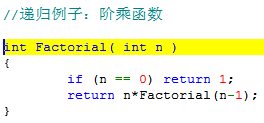 //递归例子：阶乘函数
int Factorial( int n )
{
if (n == 0) return 1;
return n*Factorial(n-1);
}